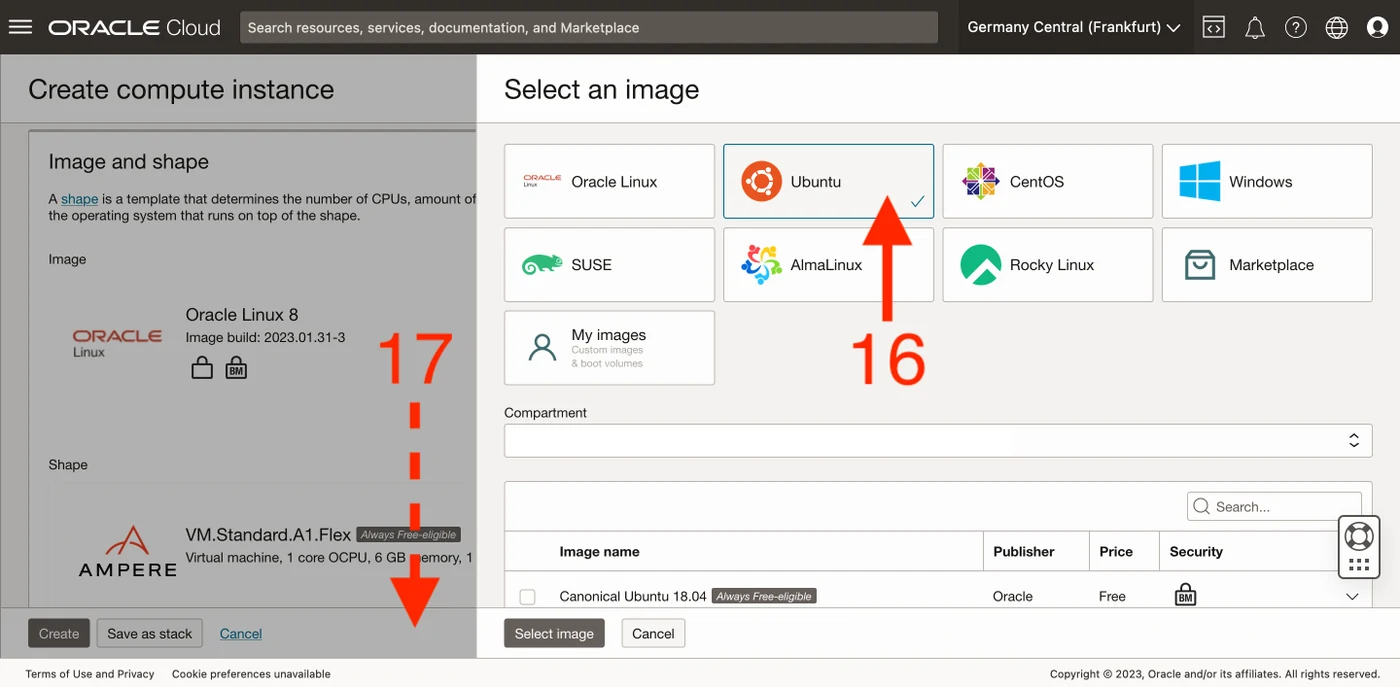 ORACLE Cloud
Search resources, services, documentation, and Marketplace
Germany Central (Frankfurt)
Create compute instance
Image and shape
A shape is a template that determines the number of CPUs, amount of
the operating system that runs on top of the shape.
Image
ORACLE
Linux
Oracle Linux 8
Image build: 2023.01.31-3
BM
17
Shape
AMPERE
VM.Standard.A1.Flex Always Free-eligible
Virtual machine, 1 core OCPU, 6 GB memory, 1
Create
Save as stack
Cancel
Select an image
ORACLE
Linux
Oracle Linux
Ubuntu
CentOS
Windows
SUSE
AlmaLinux
Rocky Linux
Marketplace
My images
Custom images
& boot volumes
16
Compartment
Search...
Image name
Publisher
Price
Security
Canonical Ubuntu 18.04 Always Free-eligible
Oracle
Free
BM
Select image
Cancel
Terms of Use and Privacy
Cookie preferences unavailable
Copyright © 2023, Oracle and/or its affiliates. All rights reserved.